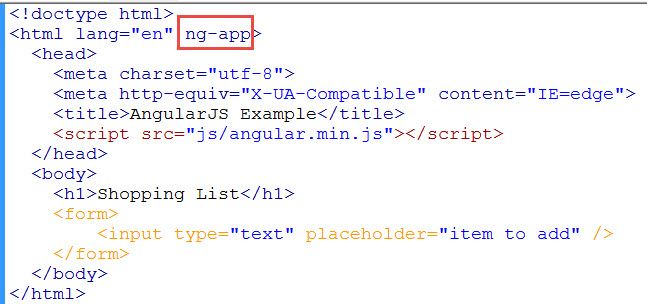 <!doctype html>
<html lang="en" ng-app>
<head>
<meta charset="utf-8">
<meta http-equiv="X-UA-Compatible" content="IE=edge">
<title>AngularJS Example</title>
<script src="js/angular.min.js"></script>
</head>
<body>
<h1>Shopping List</h1>
<form>
<input type="text" placeholder="item to add" />
</form>
</body>
</html>